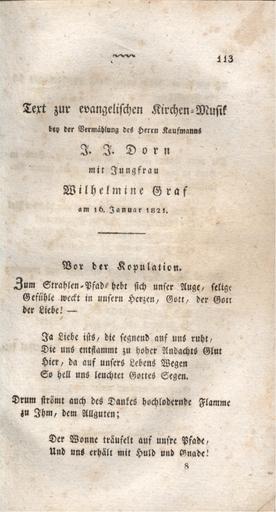 113
Text zur evangelischen Kirchen-Musik
bey der Vermählung des Herrn Kaufmanns
J. J. Dorn
mit Jungfrau
Wilhelmine Graf
am 16. Januar 1821.
Vor der Kopulation.
Zum Strahlen-Pfad hebt sich unser Auge, selige
Gefühle weckt in unsern Herzen, Gott, der Gott
der Liebe! —
Ja Liebe ists, die segnend auf uns ruht,
Die uns entflammt zu hoher Andachts Glut
Hier, da auf unsers Lebens Wegen
So hell uns leuchtet Gottes Segen.
Drum strömt auch des Dankes hochlodernde Flamme
zu Ihm, dem Allguten;
Der Wonne träufelt auf unsre Pfade,
Und uns erhält mit Huld und Gnade!
8